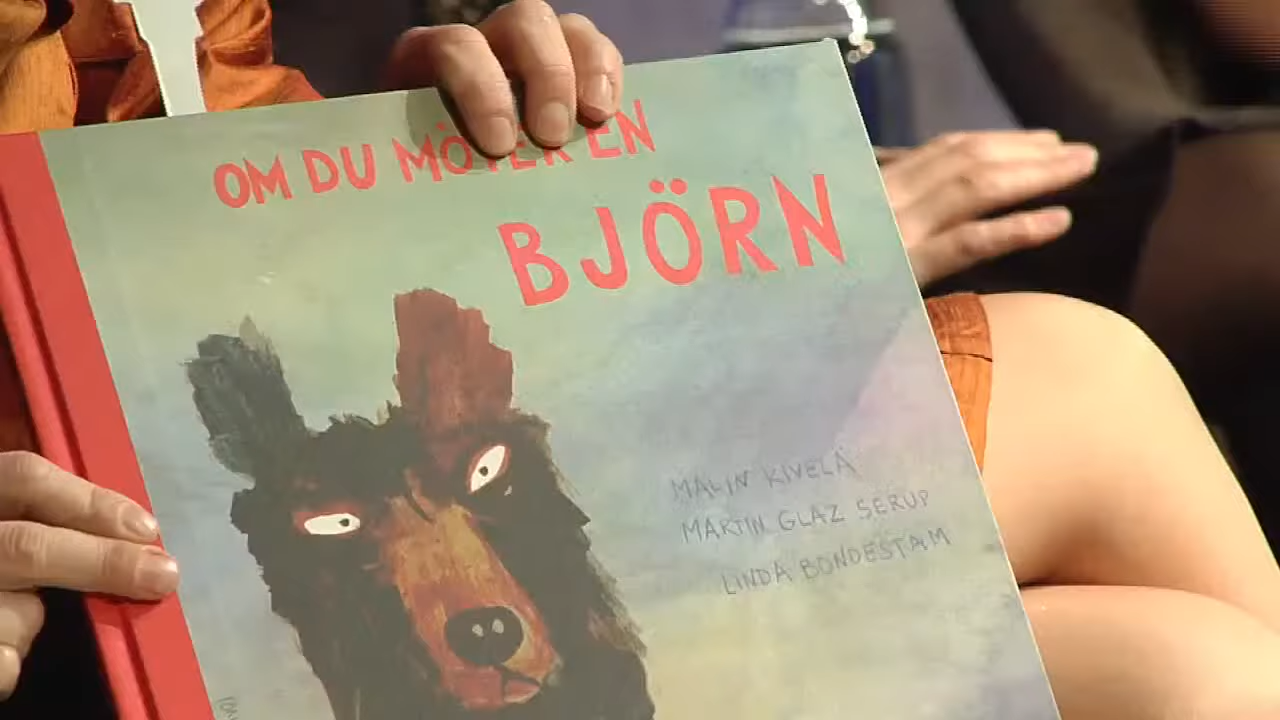 OM DU MÖTER EN
BJÖRN
MALIN KIVELÄ
MARTIN GLAZ SERUP
LINDA BONDESTAM